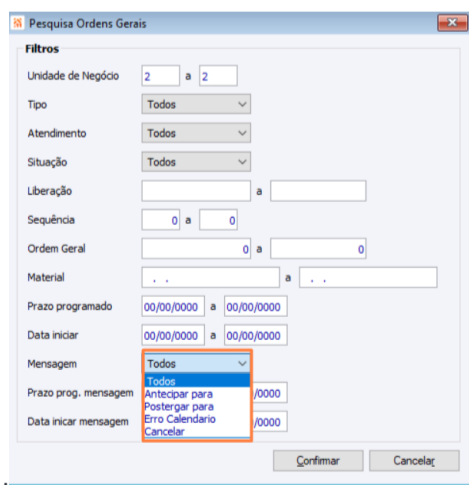 Pesquisa Ordens Gerais
Filtros
Unidade de Negócio 2 a 2
Tipo Todos
Atendimento Todos
Situação Todos
Liberação a
Sequência 0 a 0
Ordem Geral 0 a 0
Material . . a . .
Prazo programado 00/00/0000 a 00/00/0000
Data iniciar 00/00/0000 a 00/00/0000
Mensagem Todos
Todos
Prazo prog. mensagem Antecipar para /0000
Postergar para
Data inicar mensagem Erro Calendario /0000
Cancelar
Confirmar Cancelar